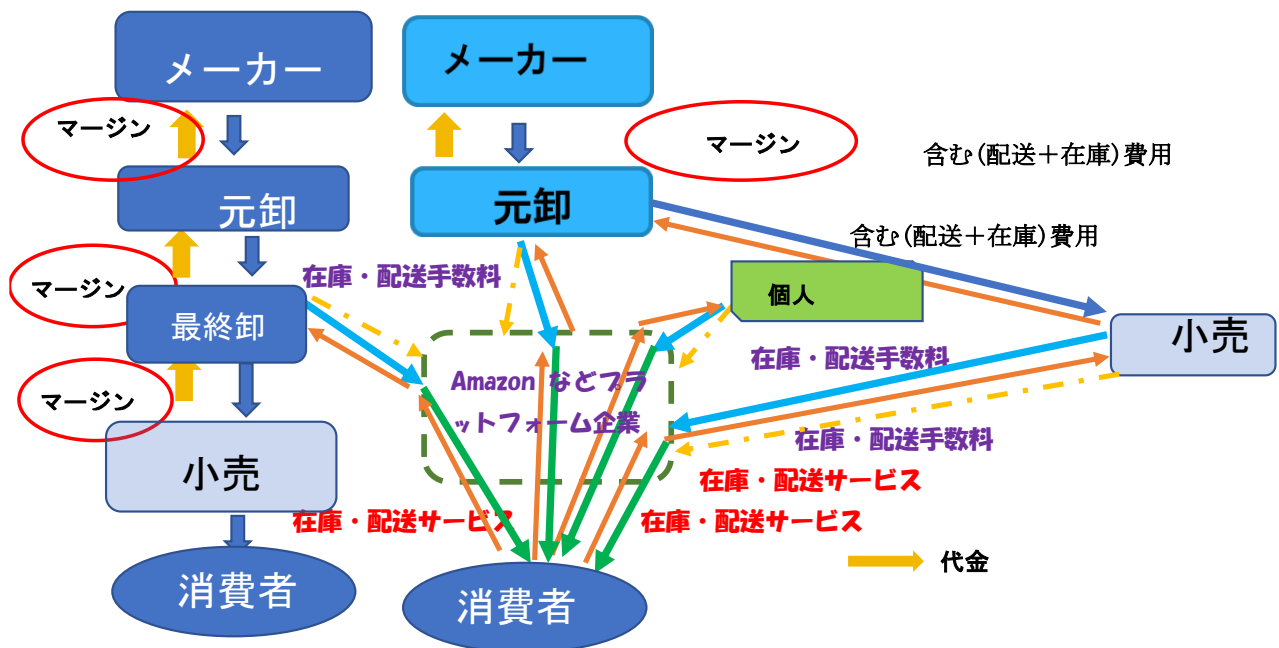 メーカー
メーカー
マージン
マージン
含む(配送＋在庫)費用
元卸
元卸
含む(配送＋在庫)費用
マージン
在庫・配送手数料
個人
最終卸
小売
在庫・配送手数料
Amazon などプラ
ットフォーム企業
マージン
在庫・配送手数料
小売
在庫・配送サービス
在庫・配送サービス
在庫・配送サービス
代金
消費者
消費者